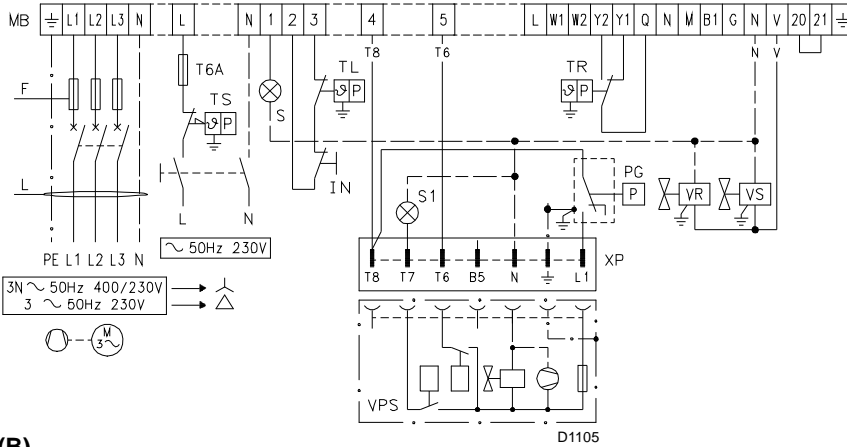 MB ⏚ L1 L2 L3 N L N 1 2 3 4 5 L W1 W2 Y2 Y1 Q N M B1 G N V 20 21 ⏚
T8 T6 N V
T6A TL TR
F TS ϑ P ϑ P ϑ P
S
IN PG
L S1 P VR VS
L N
∼ 50Hz 230V
PE L1 L2 L3 N XP
T8 T7 T6 B5 N ⏚ L1
3N ∼ 50Hz 400/230V
3 ∼ 50Hz 230V
M
3∼
VPS
D1105
(B)